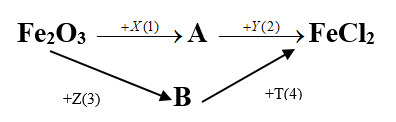 Fe₂O₃ +X(1) A +Y(2) FeCl₂
+Z(3) B +T(4)